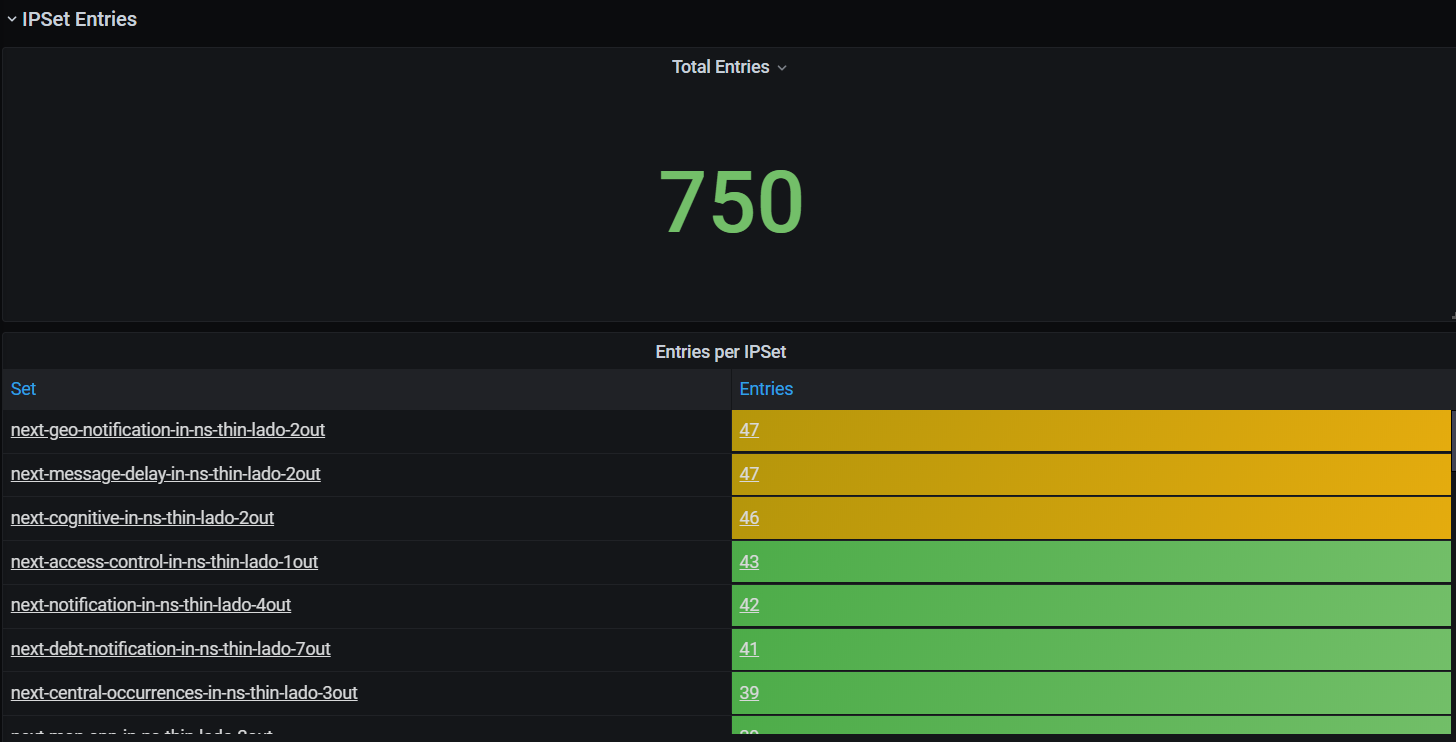 IPSet Entries
Total Entries
750
Entries per IPSet
Set Entries
next-geo-notification-in-ns-thin-lado-2out 47
next-message-delay-in-ns-thin-lado-2out 47
next-cognitive-in-ns-thin-lado-2out 46
next-access-control-in-ns-thin-lado-1out 43
next-notification-in-ns-thin-lado-4out 42
next-debt-notification-in-ns-thin-lado-7out 41
next-central-occurrences-in-ns-thin-lado-3out 39